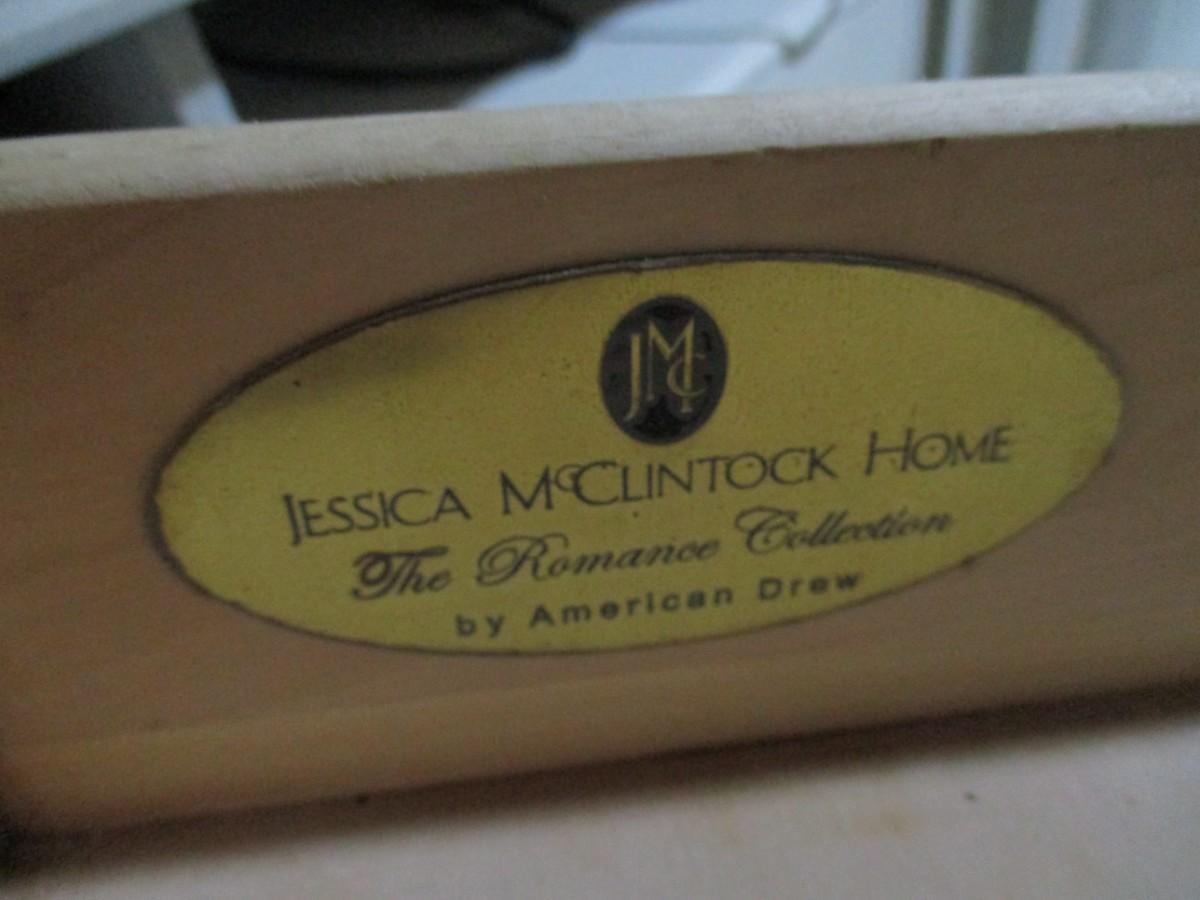 JMC
JESSICA MCCLINTOCK HOME
The Romance Collection
by American Drew